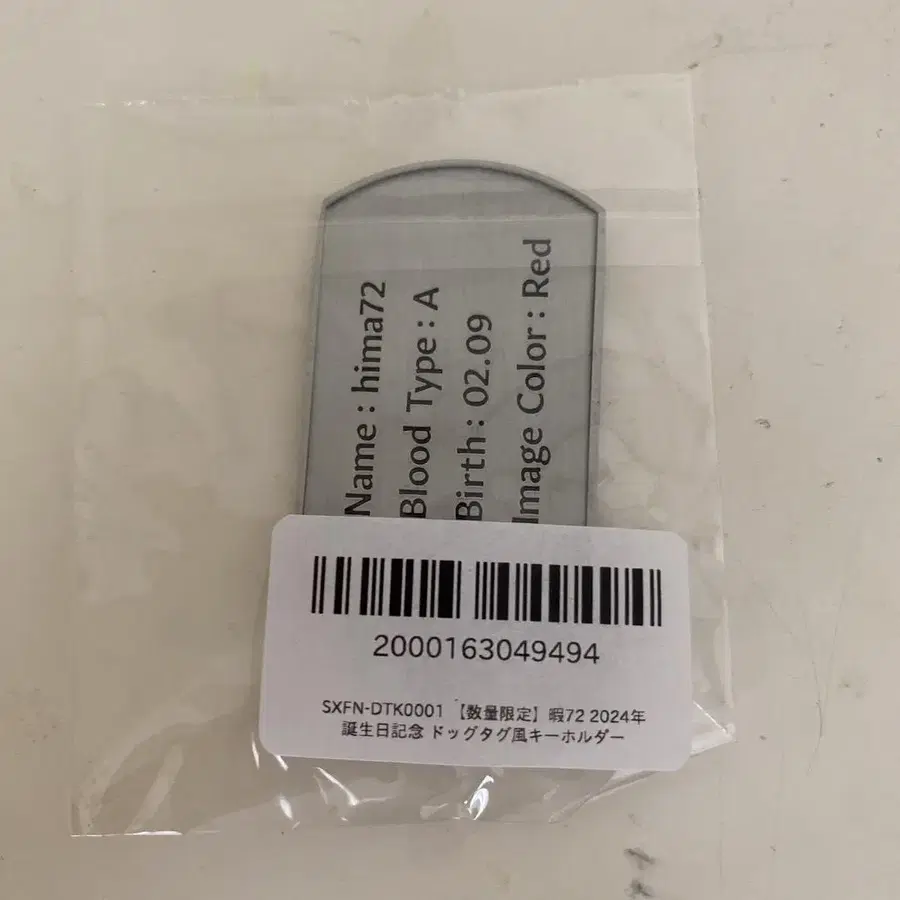 Name : hima72
Blood Type : A
Birth : 02.09
Image Color : Red
2000163049494
SXFN-DTK0001 【数量限定】暇72 2024年
誕生日記念 ドッグタグ風キーホルダー